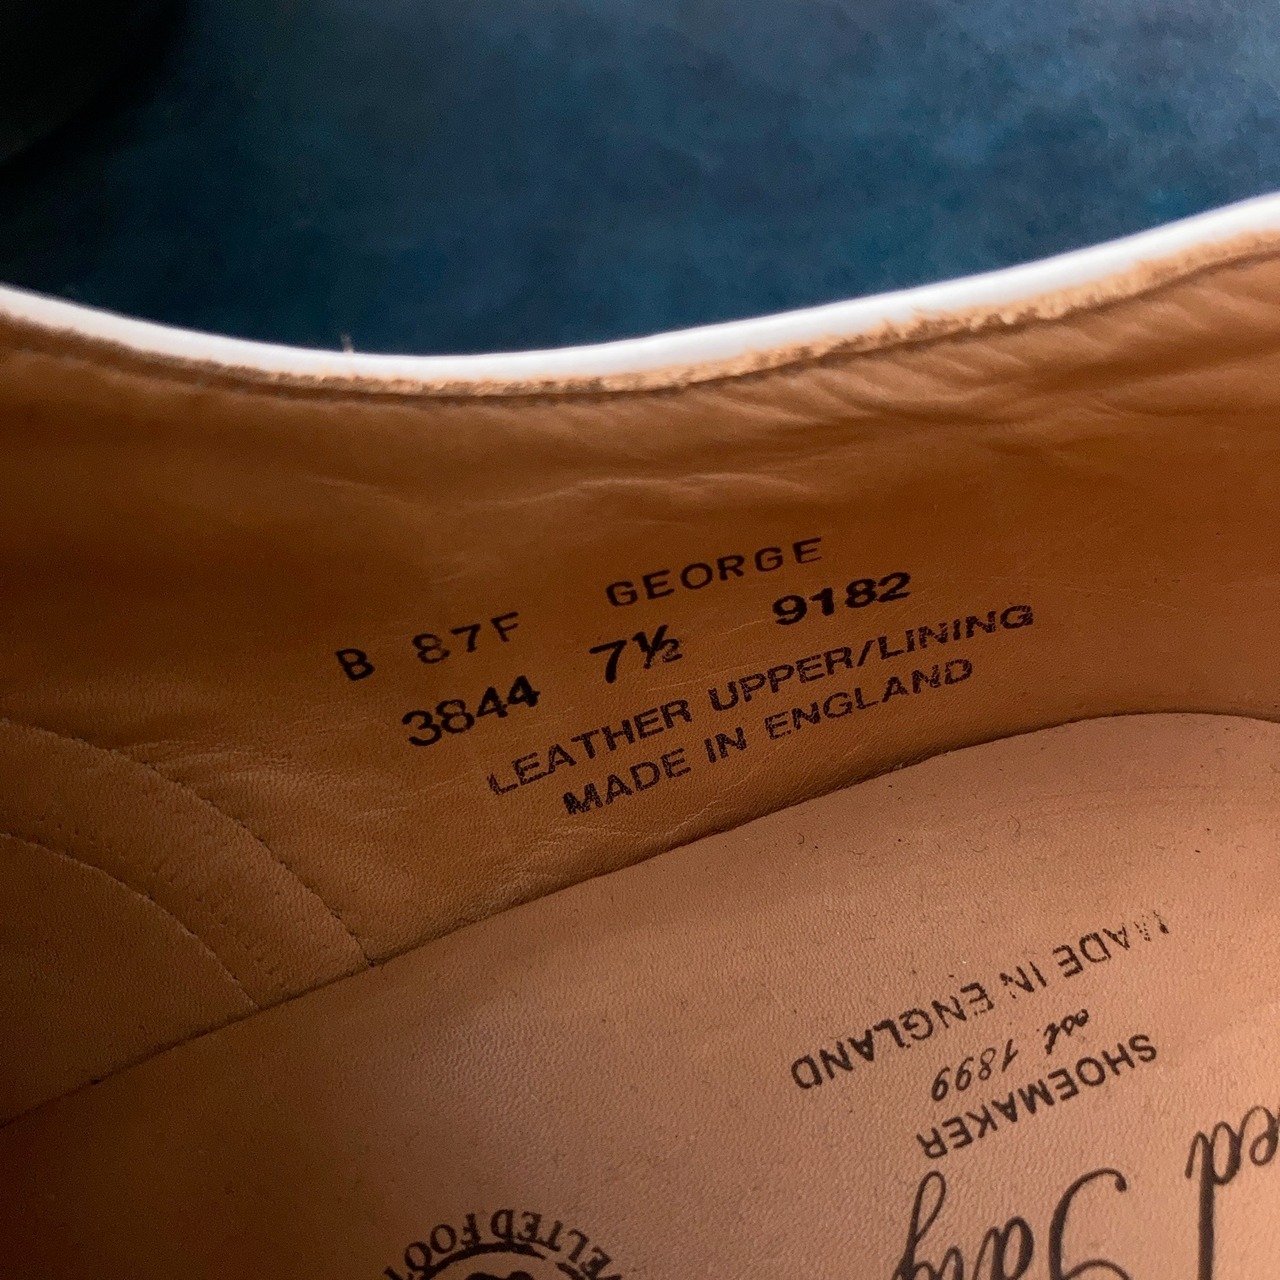 B 87F GEORGE
3844 7½ 9182
LEATHER UPPER/LINING
MADE IN ENGLAND
SHOEMAKER
est 1899
MADE IN ENGLAND